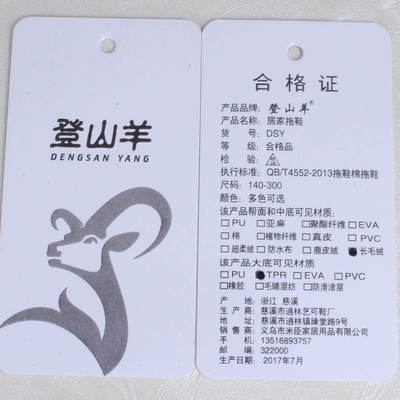 登山羊
DENGSAN YANG
合格证
产品品牌: 登山羊®
产品名称: 居家拖鞋
货 号: DSY
等 级: 合格品
检 验:
执行标准: QB/T4552-2013拖鞋棉拖鞋
尺码: 140-300
颜色: 多色可选
该产品帮面和中底可见材质:
□PU □亚麻 □聚酯纤维 □EVA
□棉 □植物纤维 □真皮 □PVC
□超柔绒 □防水布 □鹿皮绒 ●长毛绒
该产品大底可见材质:
□PU ●TPR □EVA □PVC
□橡胶 □毛晴混纺 □防滑涂层
产 地: 浙江 慈溪
生 产 商: 慈溪市逍林艺可鞋厂
地 址: 慈溪市逍林镇缘堂路9号
销 售 商: 义乌市米臣家居用品有限公司
手 机: 13516893757
邮 编: 322000
生产日期: 2017年7月